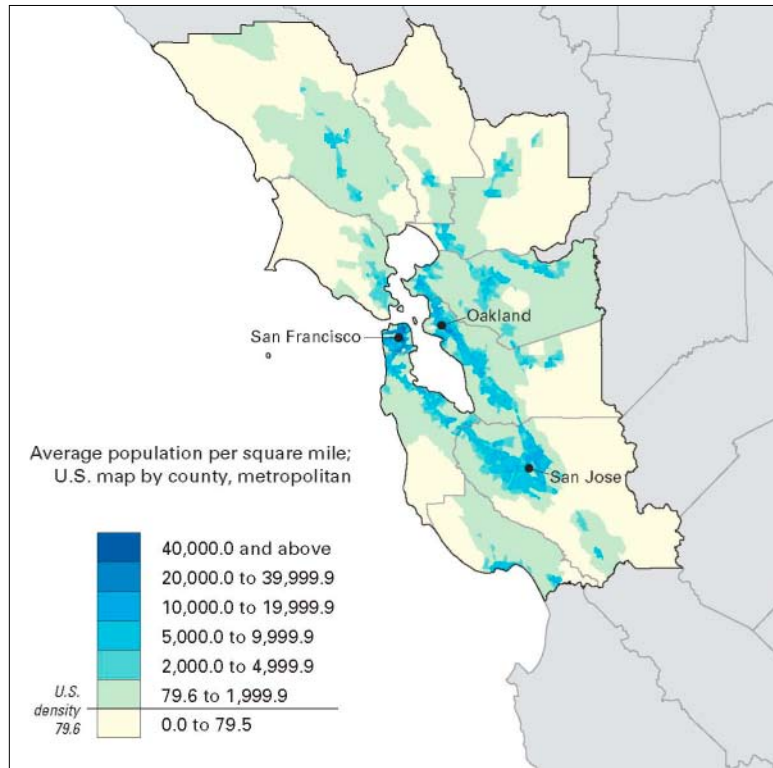 Oakland
San Francisco
San Jose
Average population per square mile;
U.S. map by county, metropolitan
40,000.0 and above
20,000.0 to 39,999.9
10,000.0 to 19,999.9
5,000.0 to 9,999.9
2,000.0 to 4,999.9
79.6 to 1,999.9
0.0 to 79.5
U.S.
density
79.6